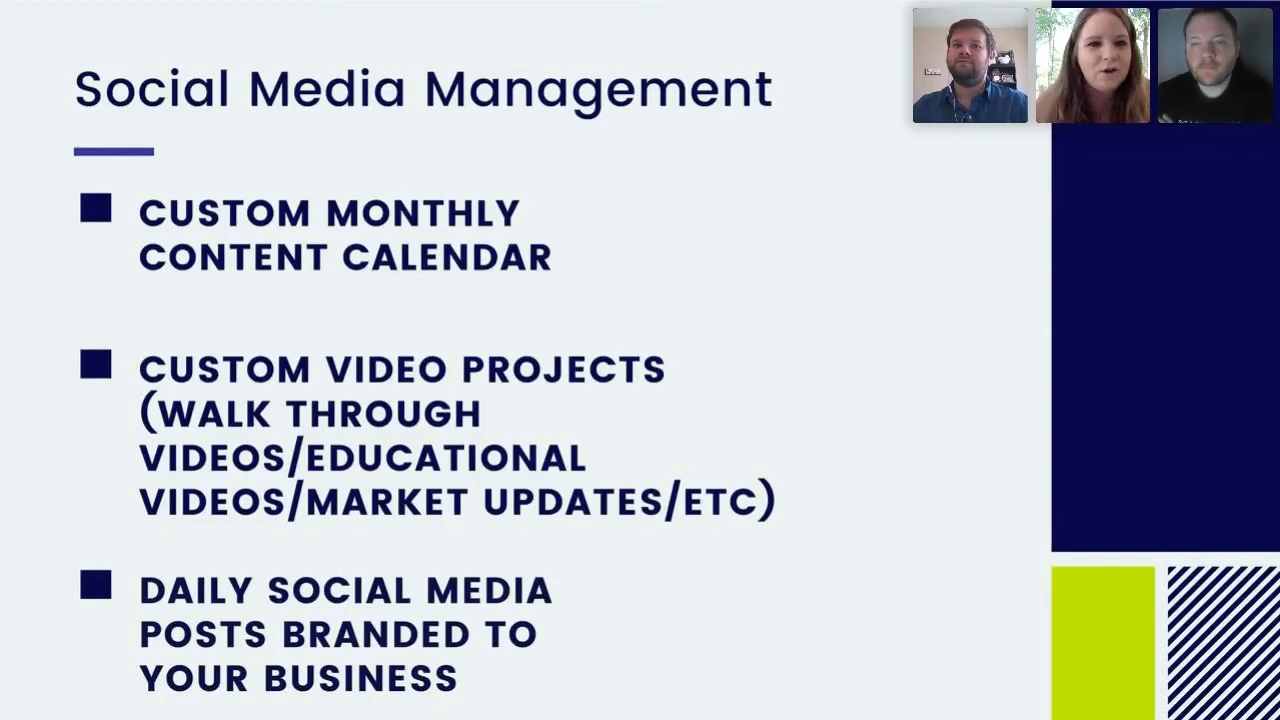 Social Media Management
CUSTOM MONTHLY
CONTENT CALENDAR
CUSTOM VIDEO PROJECTS
(WALK THROUGH
VIDEOS/EDUCATIONAL
VIDEOS/MARKET UPDATES/ETC)
DAILY SOCIAL MEDIA
POSTS BRANDED TO
YOUR BUSINESS